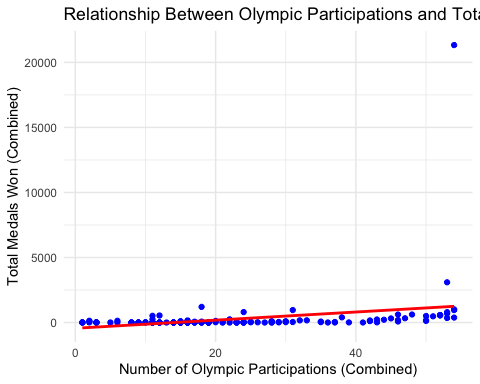 Relationship Between Olympic Participations and Tota
20000
15000
10000
5000
0
Total Medals Won (Combined)
0 20 40
Number of Olympic Participations (Combined)